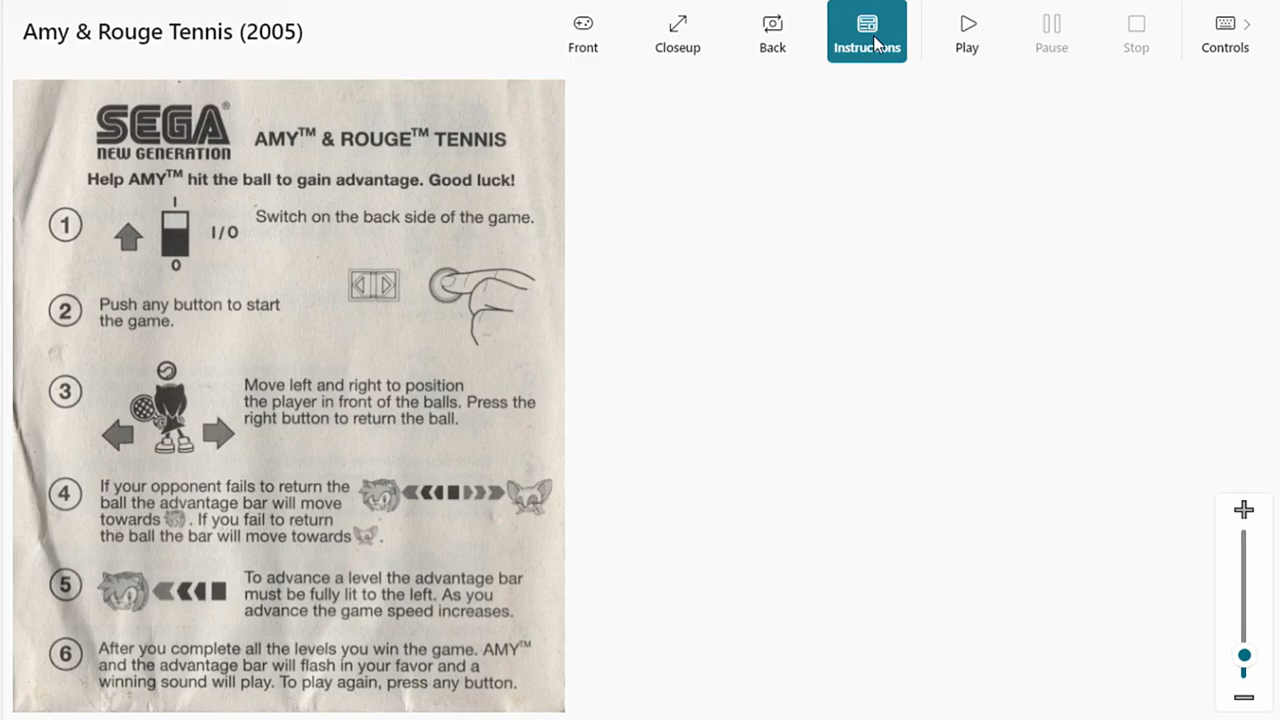 Amy & Rouge Tennis (2005)
Front
Closeup
Back
Instructions
Play
Pause
Stop
Controls
SEGA®
NEW GENERATION
AMY™ & ROUGE™ TENNIS
Help AMY™ hit the ball to gain advantage. Good luck!
1
I
I/O
O
Switch on the back side of the game.
2
Push any button to start
the game.
3
Move left and right to position
the player in front of the balls. Press the
right button to return the ball.
4
If your opponent fails to return the
ball the advantage bar will move
towards . If you fail to return
the ball the bar will move towards .
5
To advance a level the advantage bar
must be fully lit to the left. As you
advance the game speed increases.
6
After you complete all the levels you win the game. AMY™
and the advantage bar will flash in your favor and a
winning sound will play. To play again, press any button.